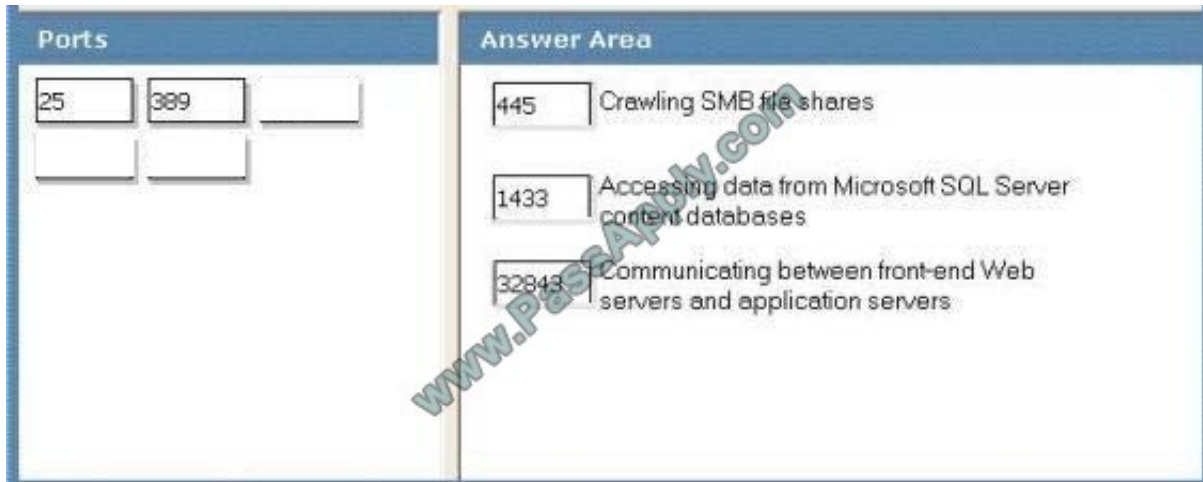 Ports
25 389
Answer Area
445 Crawling SMB file shares
1433 Accessing data from Microsoft SQL Server
content databases
32843 Communicating between front-end Web
servers and application servers
www.PassApply.com